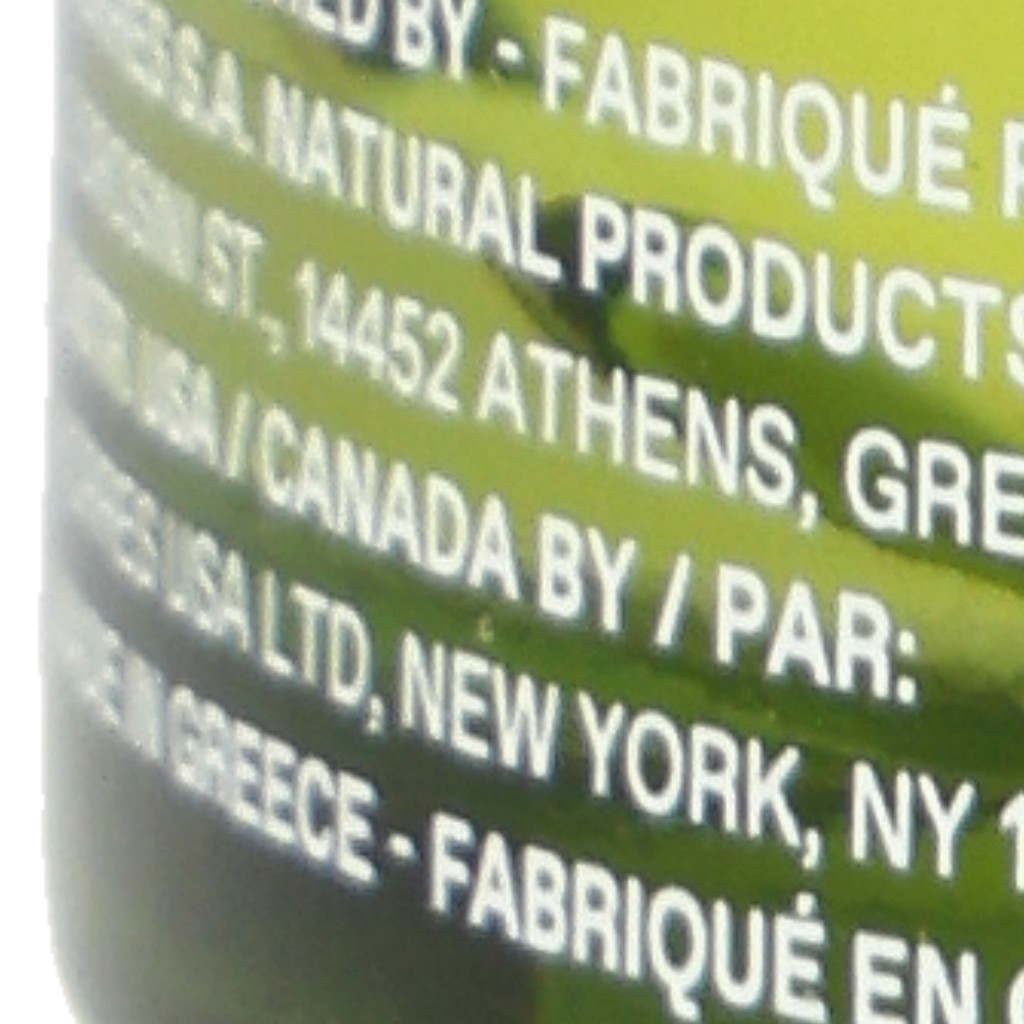 BY - FABRIQUÉ
S.A. NATURAL PRODUCTS
ST., 14452 ATHENS,
USA / CANADA BY / PAR:
USA LTD, NEW YORK, NY
IN GREECE - FABRIQUÉ EN